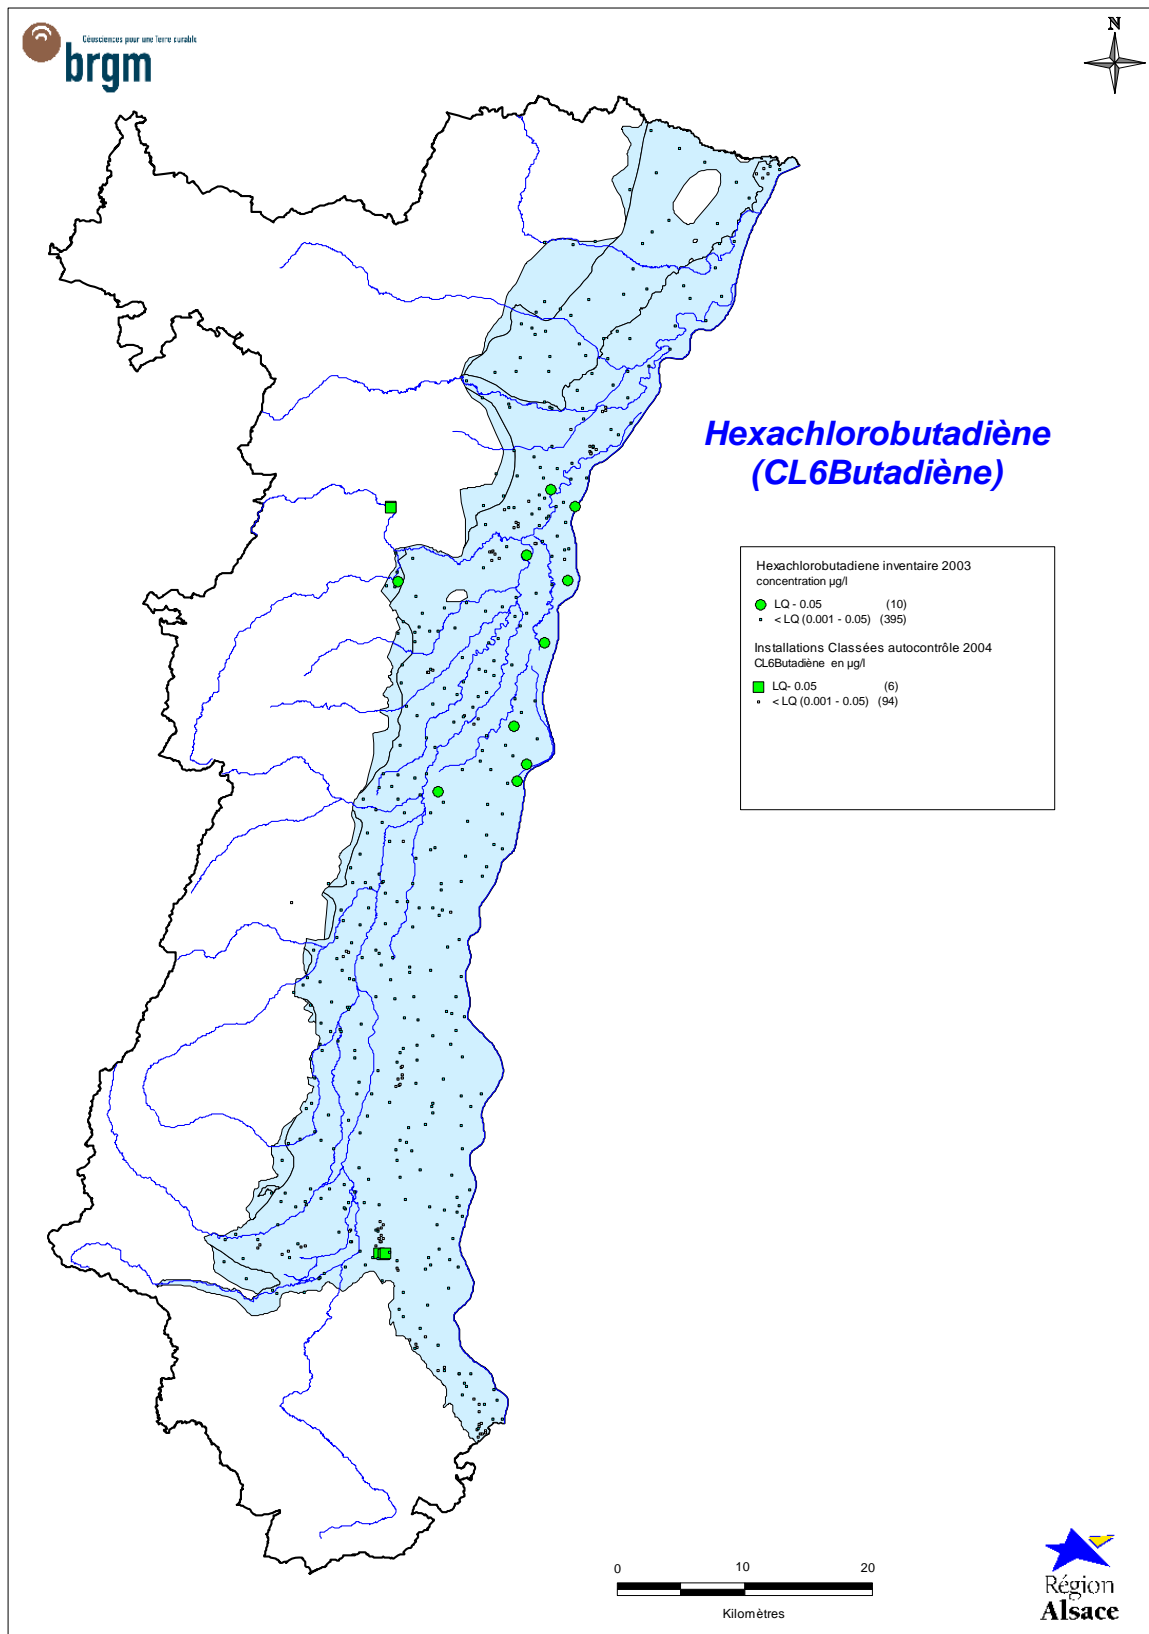 Géosciences pour une Terre durable
brgm
N
Hexachlorobutadiène
(CL6Butadiène)
Hexachlorobutadiene inventaire 2003
concentration µg/l
LQ - 0.05 (10)
< LQ (0.001 - 0.05) (395)
Installations Classées autocontrôle 2004
CL6Butadiène en µg/l
LQ- 0.05 (6)
< LQ (0.001 - 0.05) (94)
0 10 20
Kilomètres
Région
Alsace